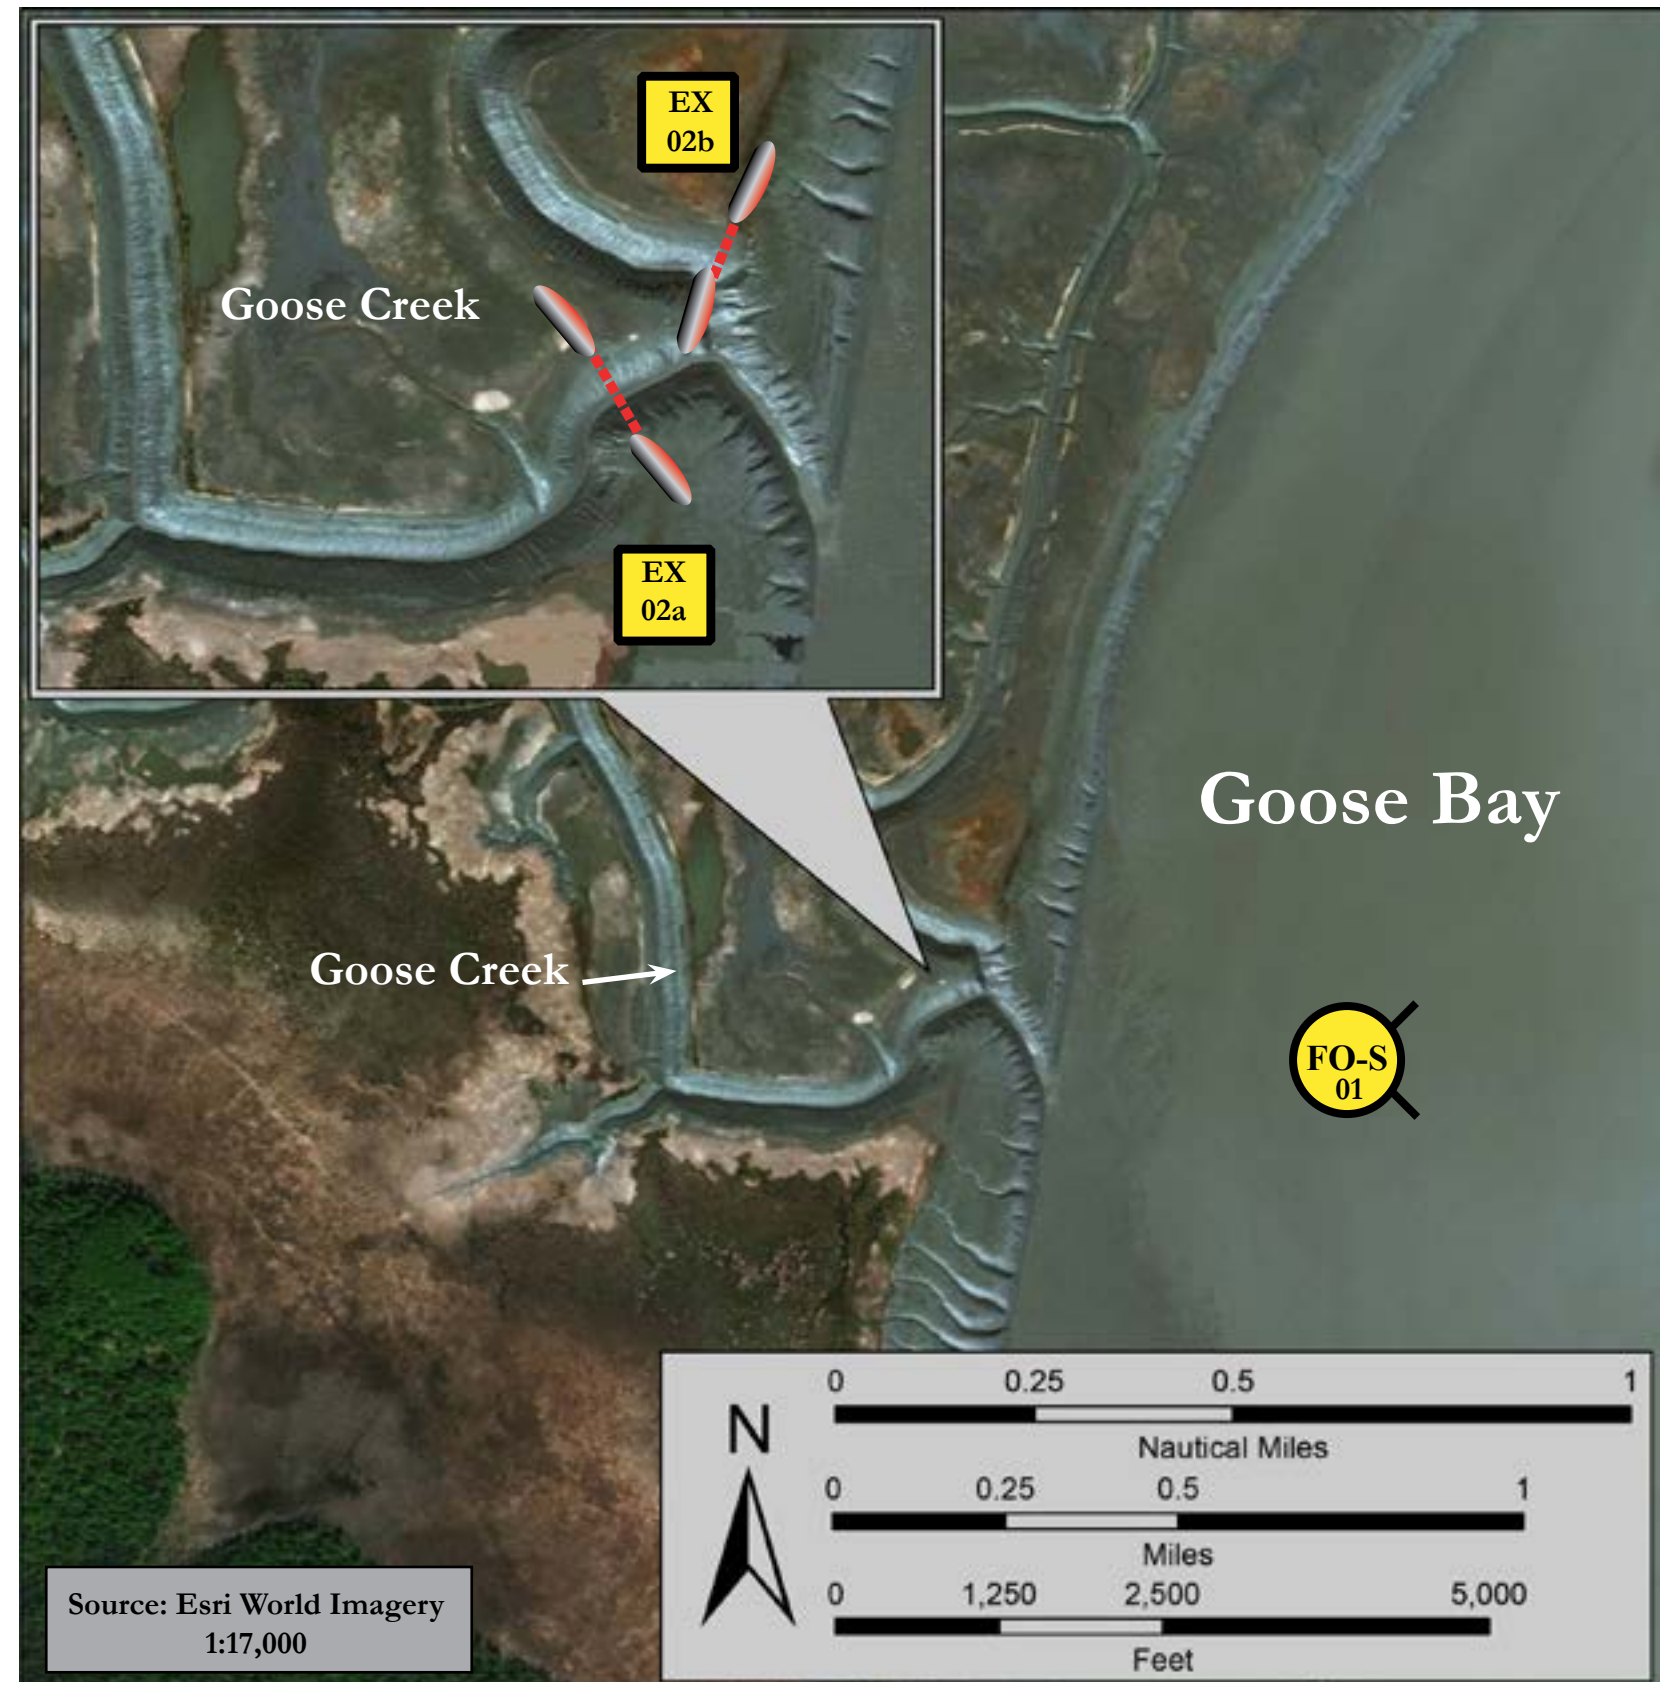 EX
02b
Goose Creek
EX
02a
Goose Bay
Goose Creek
FO-S
01
0 0.25 0.5 1
Nautical Miles
N
0 0.25 0.5 1
Miles
0 1,250 2,500 5,000
Feet
Source: Esri World Imagery
1:17,000